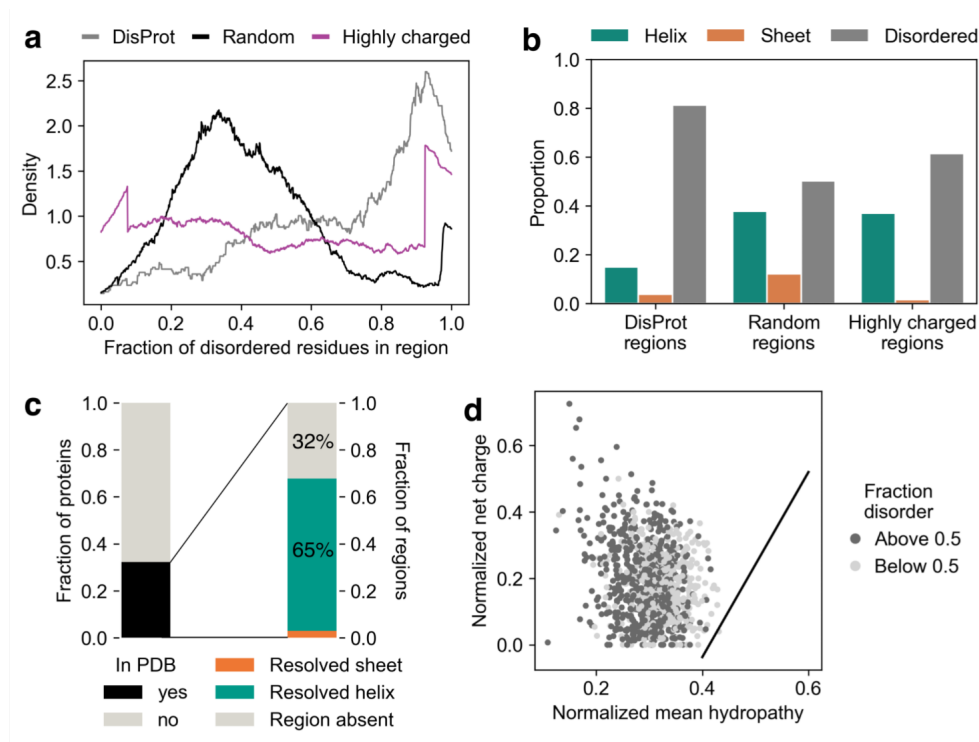 a
DisProt Random Highly charged
Density
2.5
2.0
1.5
1.0
0.5
0.0 0.2 0.4 0.6 0.8 1.0
Fraction of disordered residues in region
b
Helix Sheet Disordered
Proportion
1.0
0.8
0.6
0.4
0.2
0.0
DisProt regions
Random regions
Highly charged regions
c
Fraction of proteins
1.0
0.8
0.6
0.4
0.2
0.0
32%
65%
1.0
0.8
0.6
0.4
0.2
0.0
Fraction of regions
In PDB
yes
no
Resolved sheet
Resolved helix
Region absent
d
Normalized net charge
0.6
0.4
0.2
0.0
0.2 0.4 0.6
Normalized mean hydropathy
Fraction
disorder
Above 0.5
Below 0.5